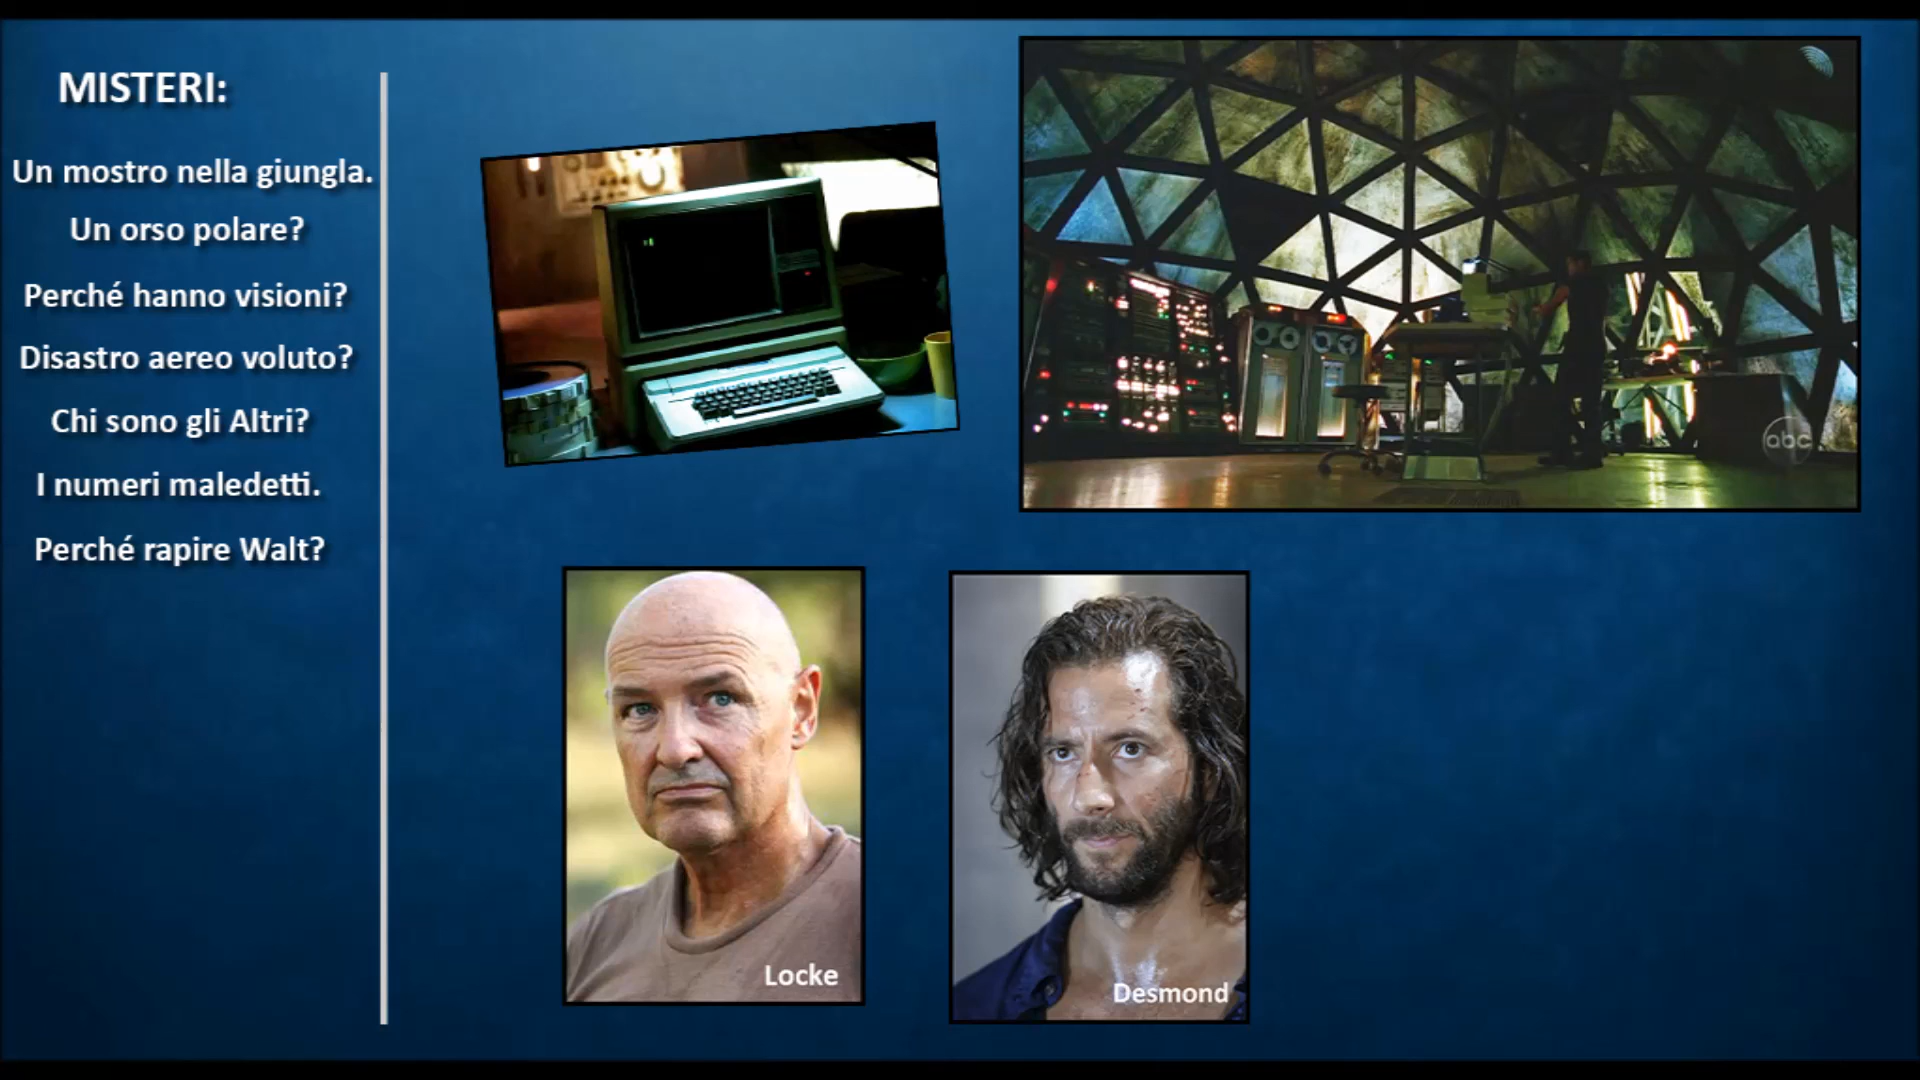 MISTERI:
Un mostro nella giungla.
Un orso polare?
Perché hanno visioni?
Disastro aereo voluto?
Chi sono gli Altri?
I numeri maledetti.
Perché rapire Walt?
abc
Locke
Desmond